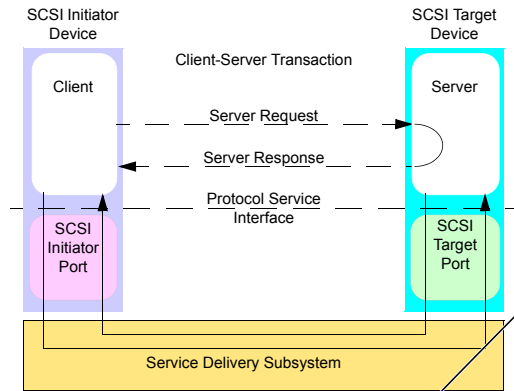 SCSI Initiator
Device
SCSI Target
Device
Client-Server Transaction
Client
Server
Server Request
Server Response
Protocol Service
Interface
SCSI
Initiator
Port
SCSI
Target
Port
Service Delivery Subsystem